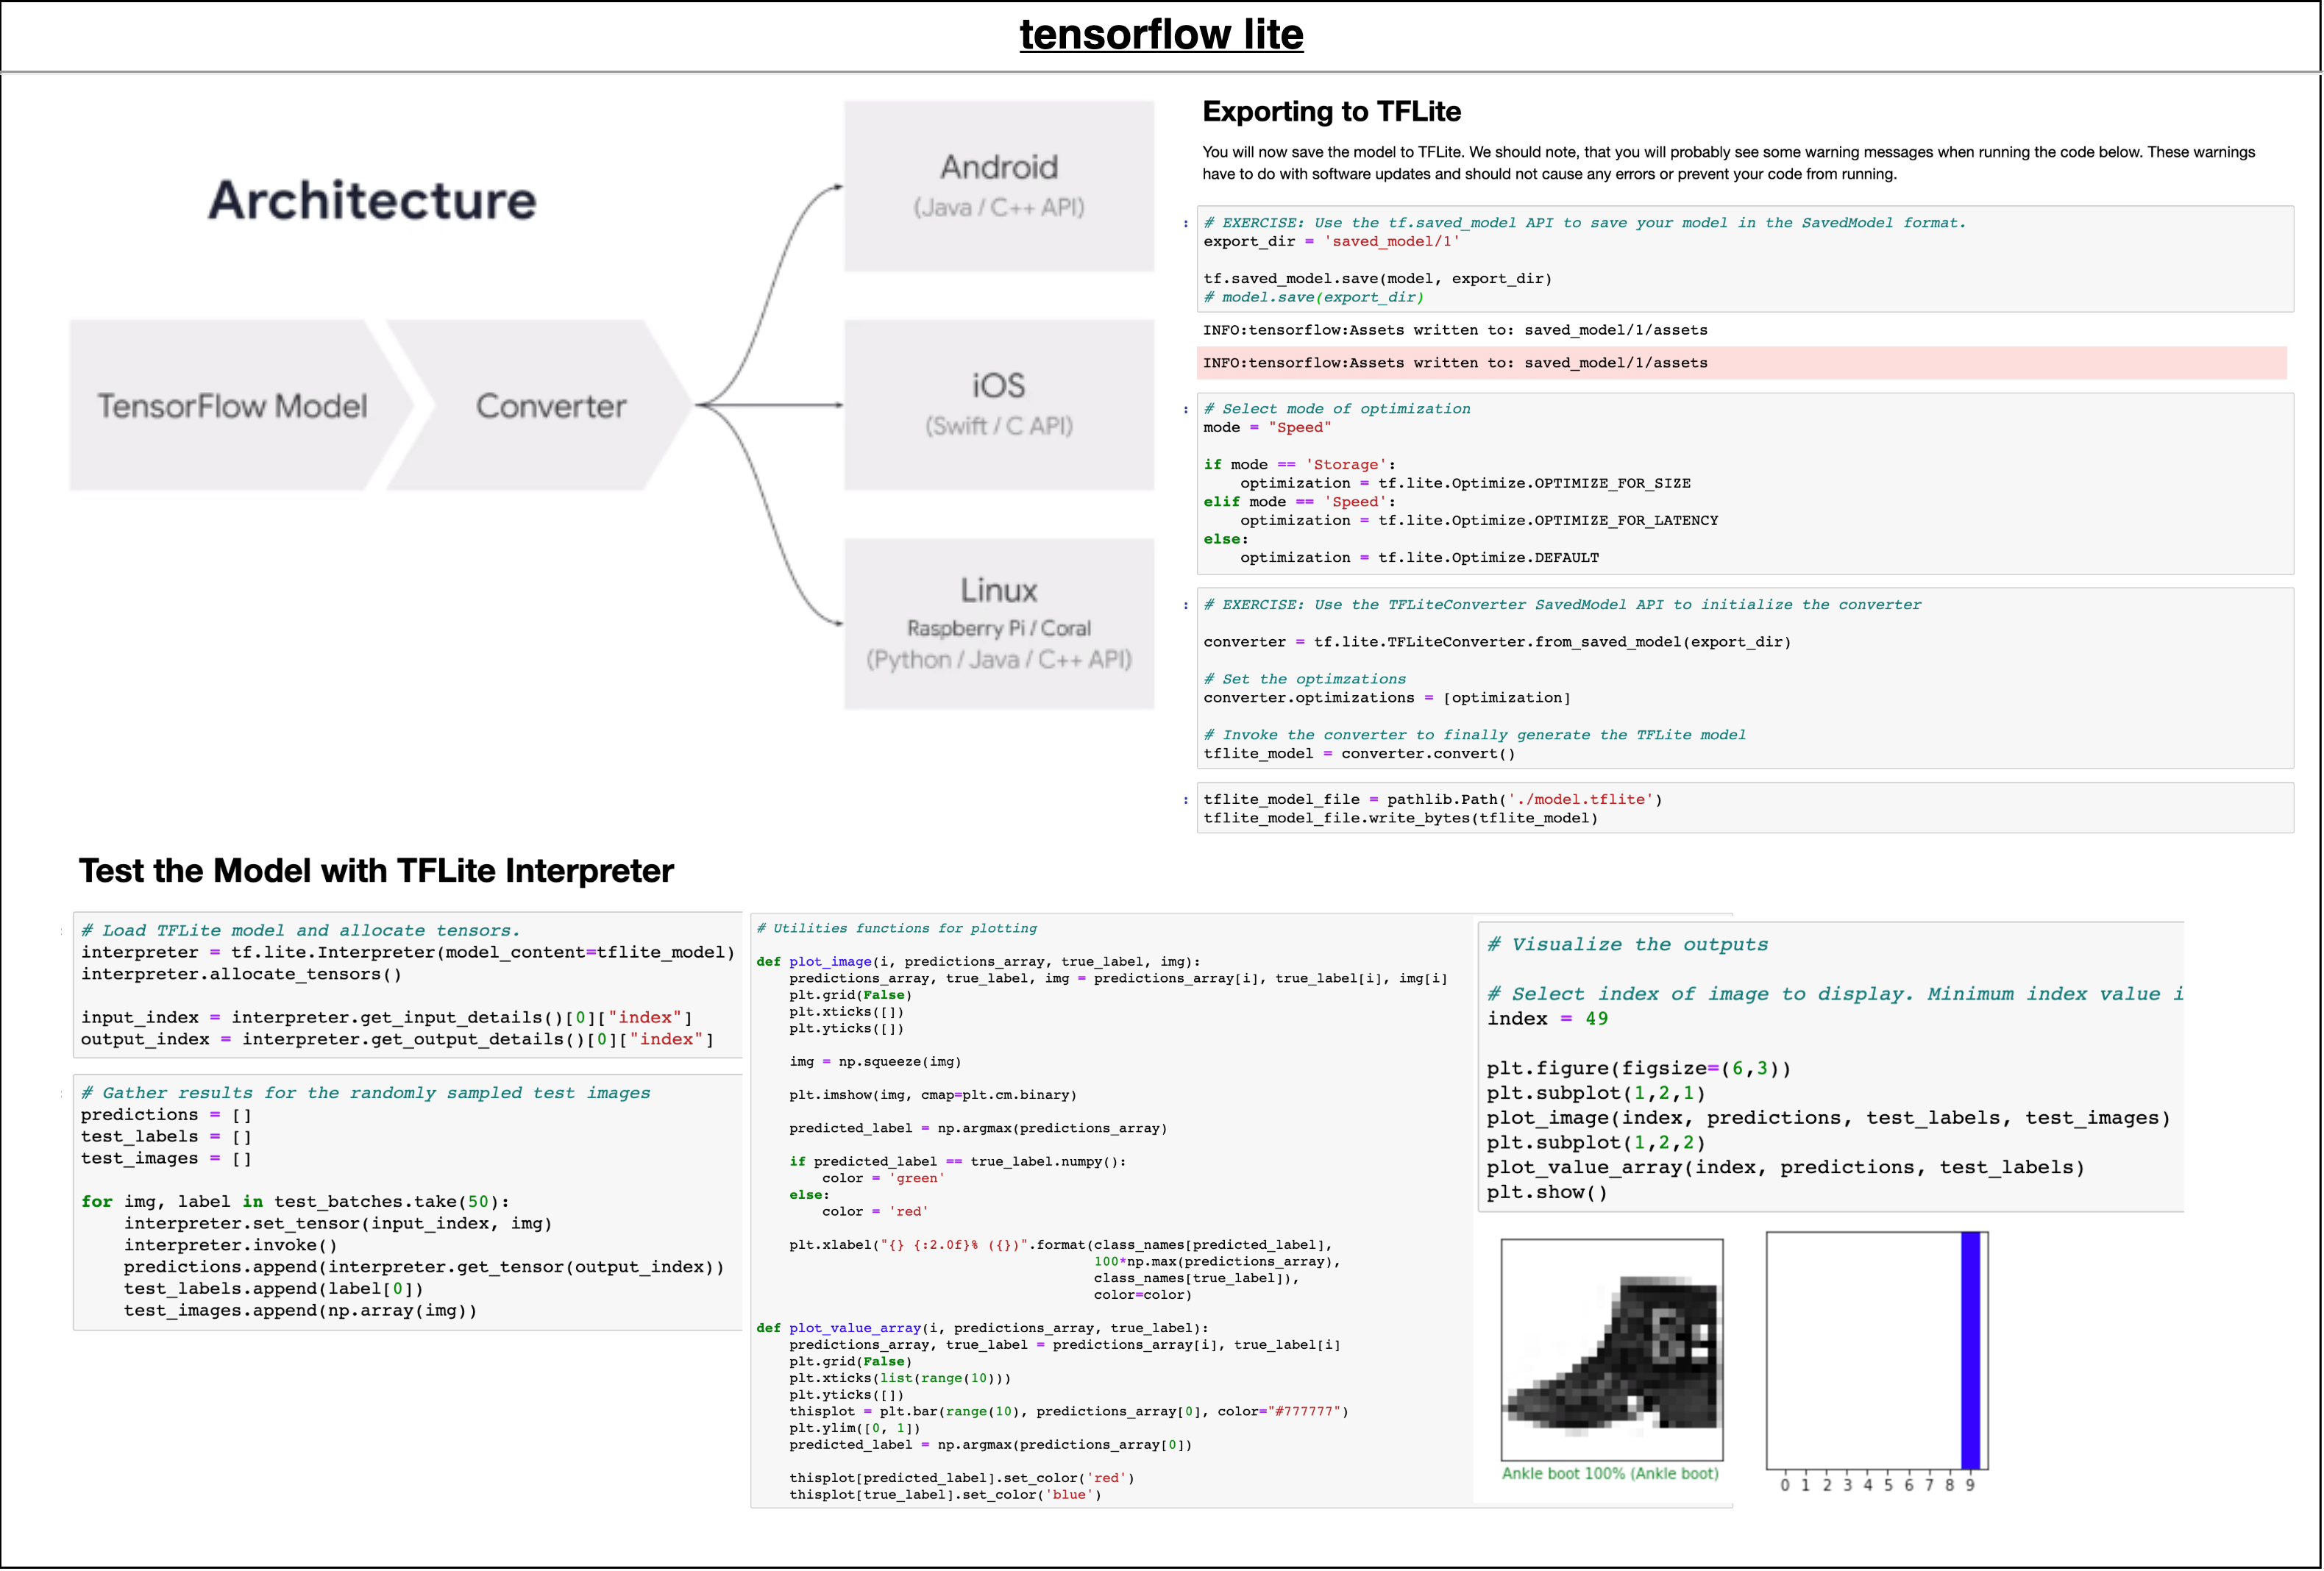 tensorflow lite
Architecture
TensorFlow Model
Converter
Android
(Java / C++ API)
iOS
(Swift / C API)
Linux
Raspberry Pi / Coral
(Python / Java / C++ API)
Exporting to TFLite
You will now save the model to TFLite. We should note, that you will probably see some warning messages when running the code below. These warnings
have to do with software updates and should not cause any errors or prevent your code from running.
: # EXERCISE: Use the tf.saved_model API to save your model in the SavedModel format.
export_dir = 'saved_model/1'
tf.saved_model.save(model, export_dir)
# model.save(export_dir)
INFO:tensorflow:Assets written to: saved_model/1/assets
INFO:tensorflow:Assets written to: saved_model/1/assets
: # Select mode of optimization
mode = "Speed"
if mode == 'Storage':
    optimization = tf.lite.Optimize.OPTIMIZE_FOR_SIZE
elif mode == 'Speed':
    optimization = tf.lite.Optimize.OPTIMIZE_FOR_LATENCY
else:
    optimization = tf.lite.Optimize.DEFAULT
: # EXERCISE: Use the TFLiteConverter SavedModel API to initialize the converter
converter = tf.lite.TFLiteConverter.from_saved_model(export_dir)
# Set the optimzations
converter.optimizations = [optimization]
# Invoke the converter to finally generate the TFLite model
tflite_model = converter.convert()
: tflite_model_file = pathlib.Path('./model.tflite')
tflite_model_file.write_bytes(tflite_model)
Test the Model with TFLite Interpreter
: # Load TFLite model and allocate tensors.
interpreter = tf.lite.Interpreter(model_content=tflite_model)
interpreter.allocate_tensors()
input_index = interpreter.get_input_details()[0]["index"]
output_index = interpreter.get_output_details()[0]["index"]
: # Gather results for the randomly sampled test images
predictions = []
test_labels = []
test_images = []
for img, label in test_batches.take(50):
    interpreter.set_tensor(input_index, img)
    interpreter.invoke()
    predictions.append(interpreter.get_tensor(output_index))
    test_labels.append(label[0])
    test_images.append(np.array(img))
# Utilities functions for plotting
def plot_image(i, predictions_array, true_label, img):
    predictions_array, true_label, img = predictions_array[i], true_label[i], img[i]
    plt.grid(False)
    plt.xticks([])
    plt.yticks([])
    img = np.squeeze(img)
    plt.imshow(img, cmap=plt.cm.binary)
    predicted_label = np.argmax(predictions_array)
    if predicted_label == true_label.numpy():
        color = 'green'
    else:
        color = 'red'
    plt.xlabel("{} {:2.0f}% ({})".format(class_names[predicted_label],
                                         100*np.max(predictions_array),
                                         class_names[true_label]),
                                         color=color)
def plot_value_array(i, predictions_array, true_label):
    predictions_array, true_label = predictions_array[i], true_label[i]
    plt.grid(False)
    plt.xticks(list(range(10)))
    plt.yticks([])
    thisplot = plt.bar(range(10), predictions_array[0], color="#777777")
    plt.ylim([0, 1])
    predicted_label = np.argmax(predictions_array[0])
    thisplot[predicted_label].set_color('red')
    thisplot[true_label].set_color('blue')
# Visualize the outputs
# Select index of image to display. Minimum index value i
index = 49
plt.figure(figsize=(6,3))
plt.subplot(1,2,1)
plot_image(index, predictions, test_labels, test_images)
plt.subplot(1,2,2)
plot_value_array(index, predictions, test_labels)
plt.show()
Ankle boot 100% (Ankle boot)
0 1 2 3 4 5 6 7 8 9